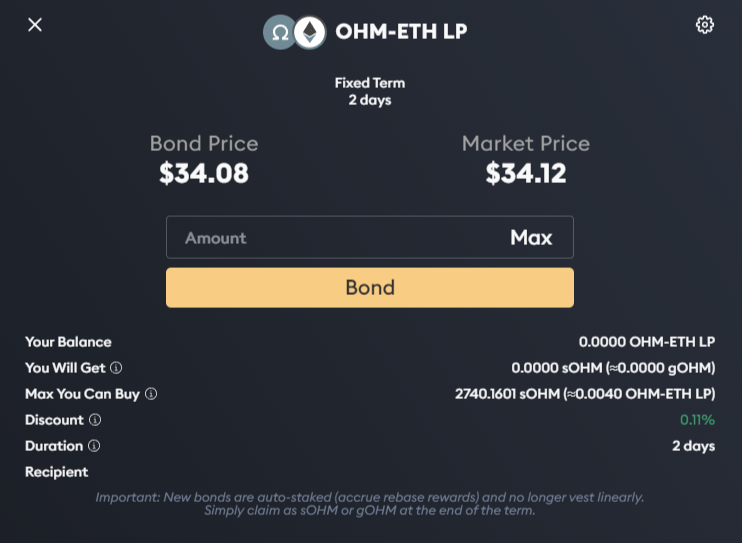 OHM-ETH LP
Fixed Term
2 days
Bond Price Market Price
$34.08 $34.12
Amount Max
Bond
Your Balance 0.0000 OHM-ETH LP
You Will Get 0.0000 sOHM (≈0.0000 gOHM)
Max You Can Buy 2740.1601 sOHM (≈0.0040 OHM-ETH LP)
Discount 0.11%
Duration 2 days
Recipient
Important: New bonds are auto-staked (accrue rebase rewards) and no longer vest linearly.
Simply claim as sOHM or gOHM at the end of the term.